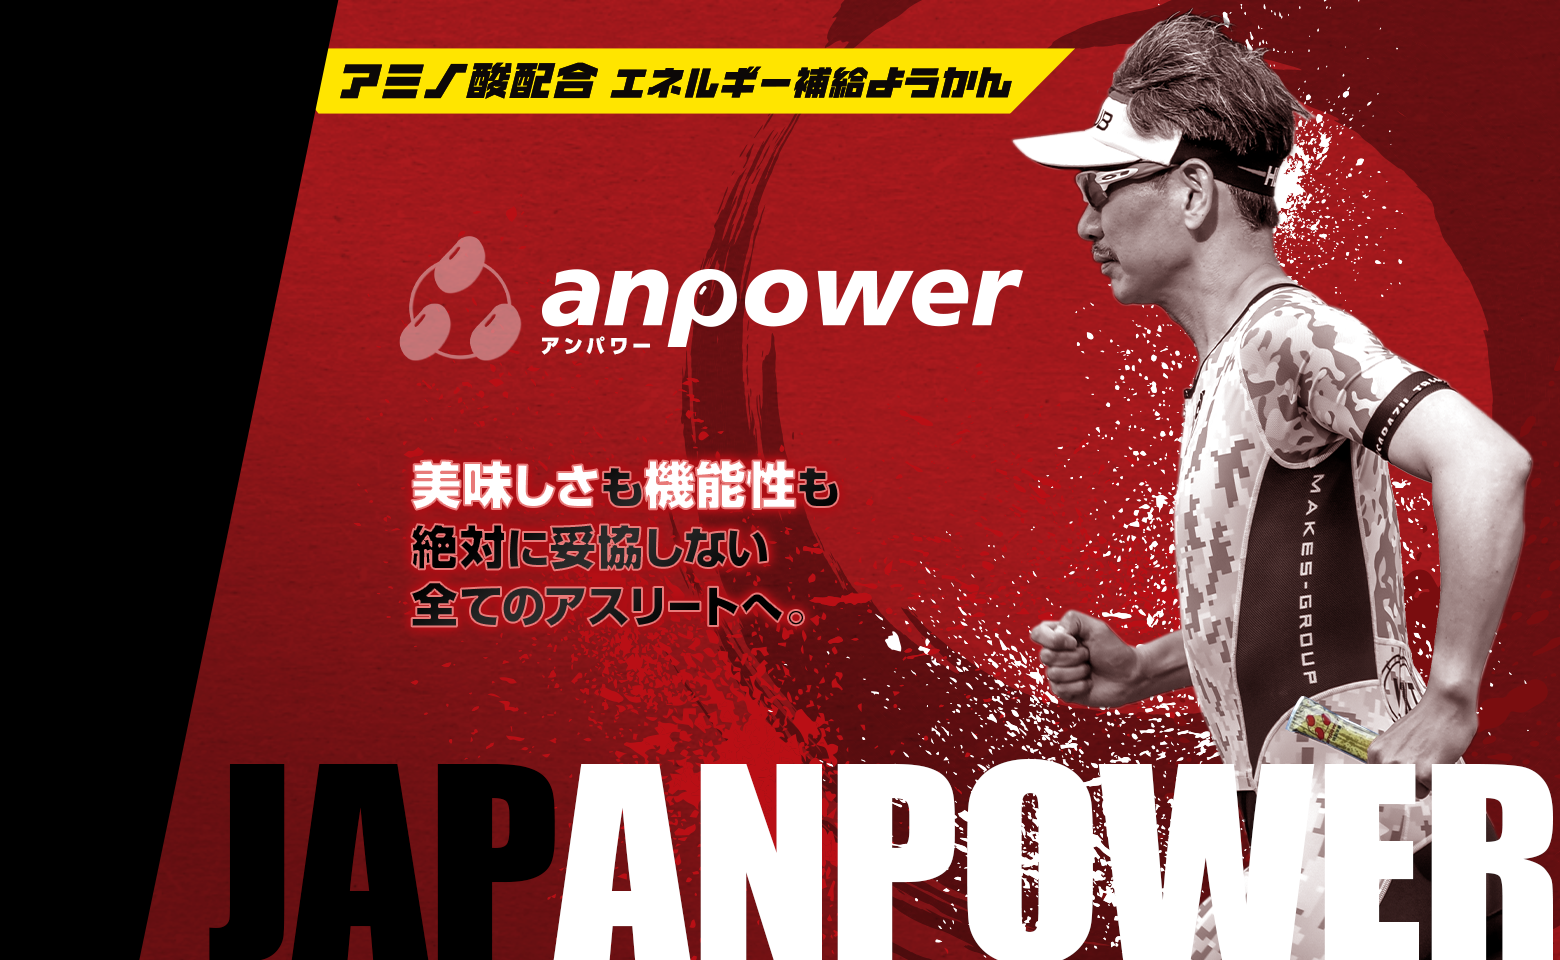 アミノ酸配合 エネルギー補給ようかん
anpower
アンパワー
美味しさも機能性も
絶対に妥協しない
全てのアスリートへ。
MAKES-GROUP
JAPANPOWER